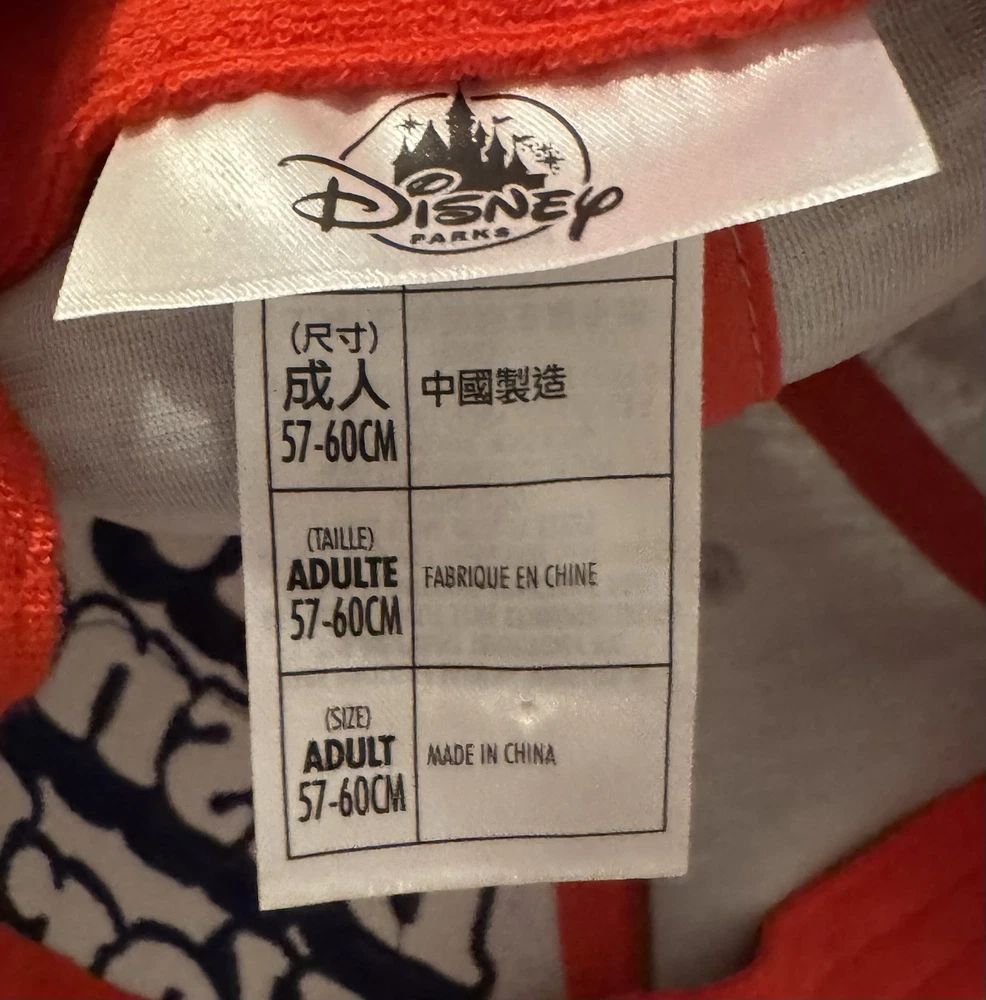 Disney
PARKS
(尺寸)
成人
57-60CM
中國製造
(TAILLE)
ADULTE
57-60CM
FABRIQUE EN CHINE
(SIZE)
ADULT
57-60CM
MADE IN CHINA